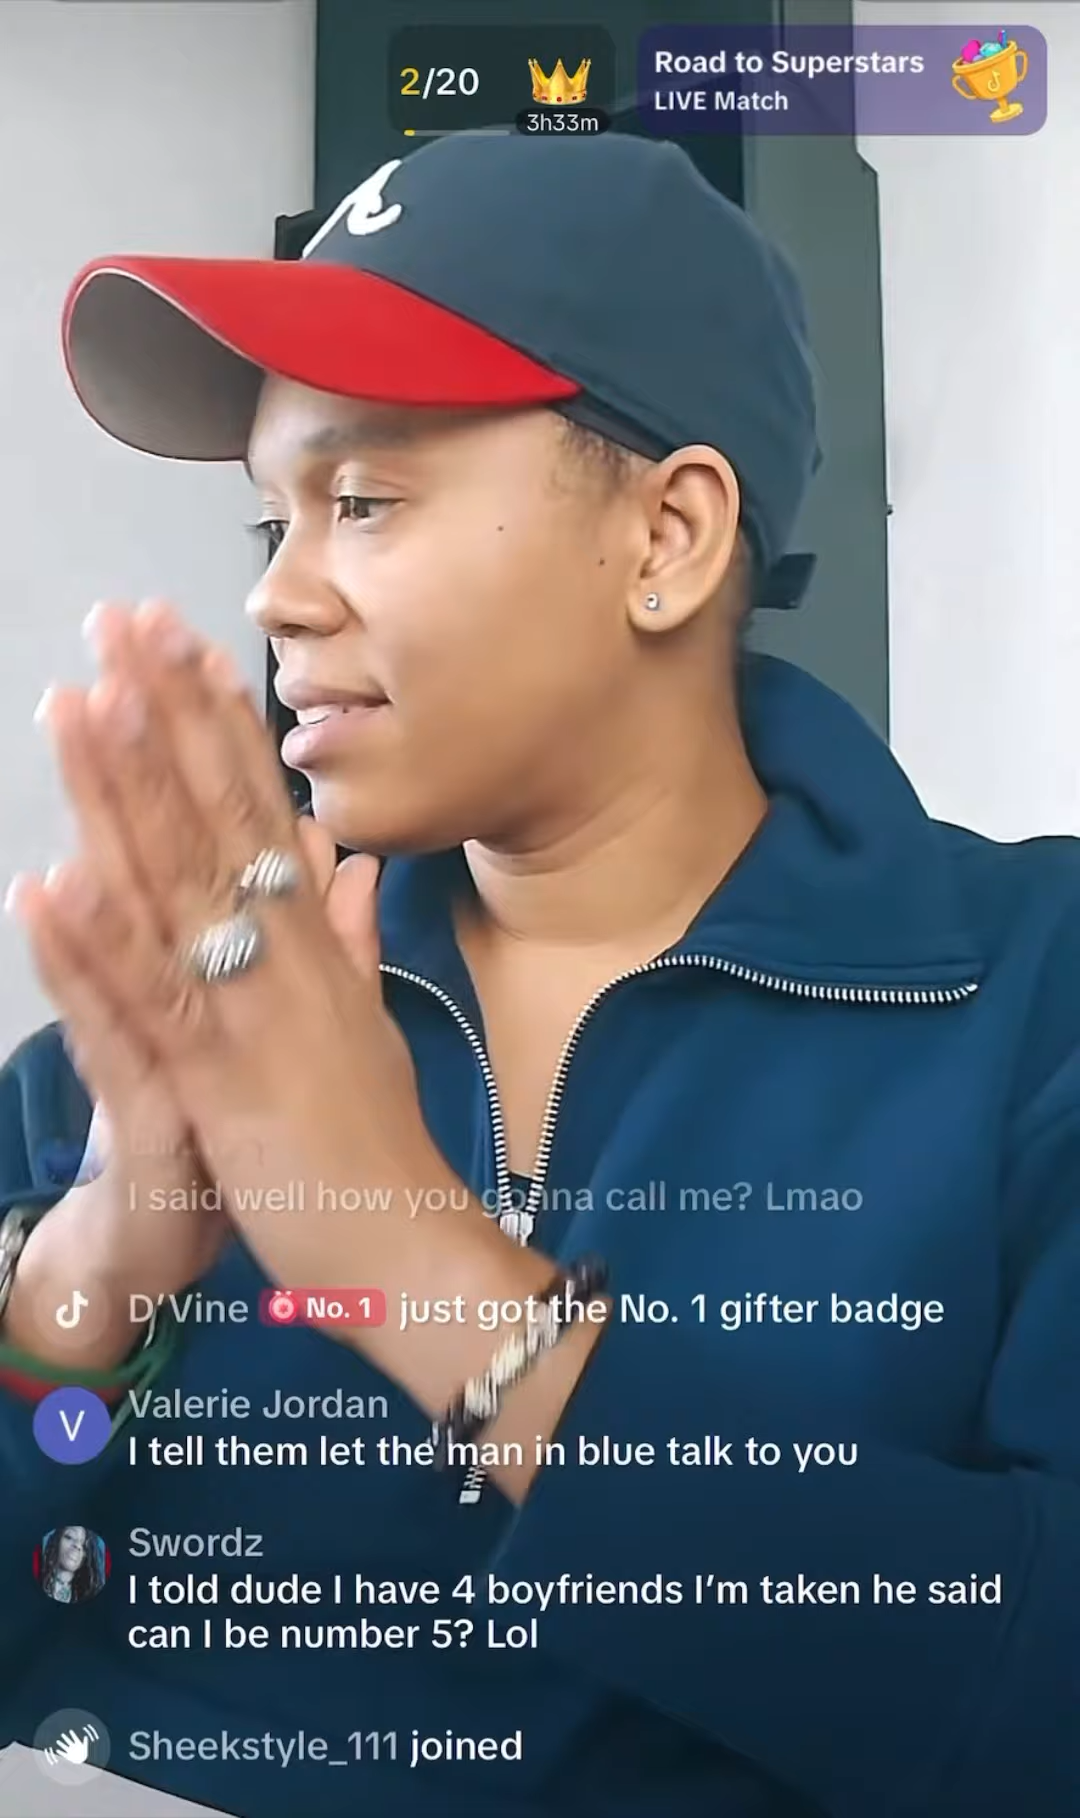 2/20
3h33m
Road to Superstars
LIVE Match
I said well how you gonna call me? Lmao
D'Vine No. 1 just got the No. 1 gifter badge
V
Valerie Jordan
I tell them let the man in blue talk to you
Swordz
I told dude I have 4 boyfriends I'm taken he said
can I be number 5? Lol
Sheekstyle_111 joined